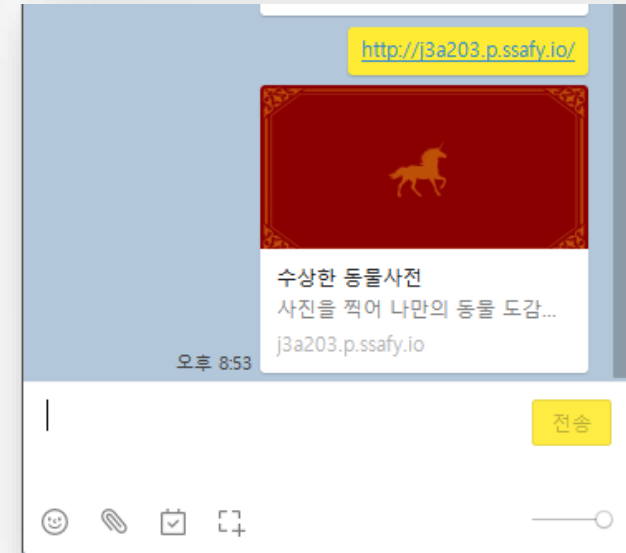 http://j3a203.p.ssafy.io/
수상한 동물사전
사진을 찍어 나만의 동물 도감...
j3a203.p.ssafy.io
오후 8:53
전송